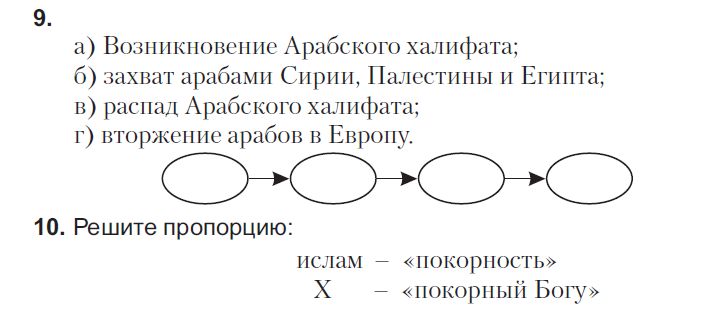 9.
а) Возникновение Арабского халифата;
б) захват арабами Сирии, Палестины и Египта;
в) распад Арабского халифата;
г) вторжение арабов в Европу.
10. Решите пропорцию:
ислам – «покорность»
Х – «покорный Богу»